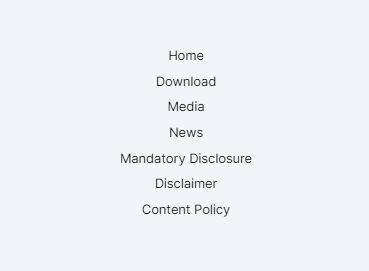 Home
Download
Media
News
Mandatory Disclosure
Disclaimer
Content Policy